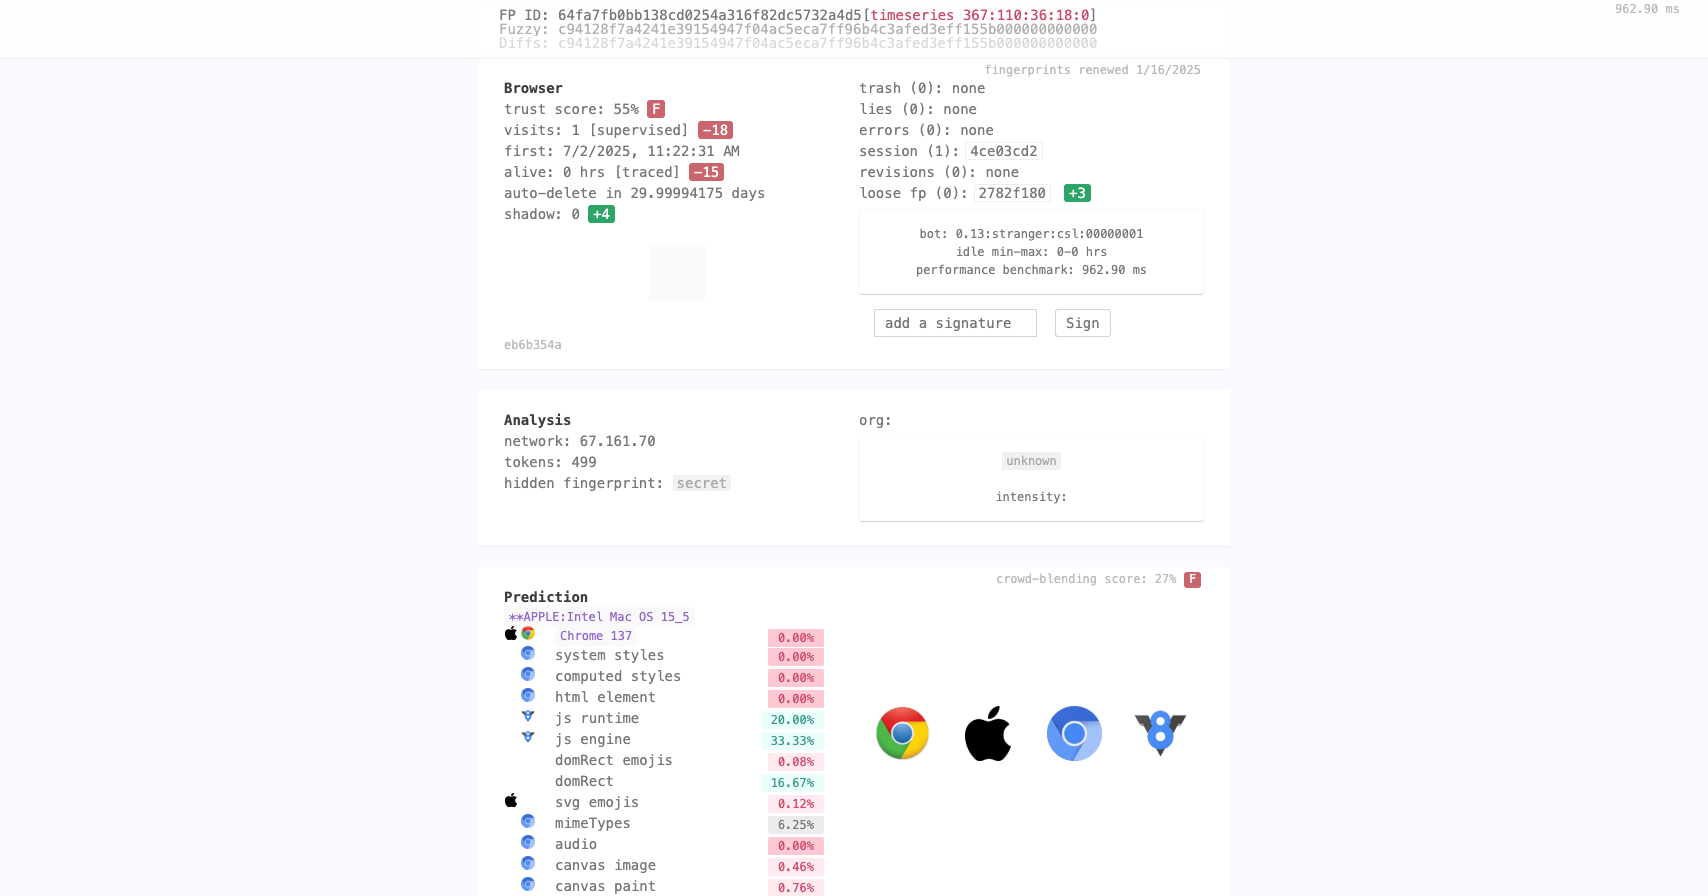 FP ID: 64fa7fb0bb138cd0254a316f82dc5732a4d5[timeseries 367:110:36:18:0]
962.90 ms
Fuzzy: c94128f7a4241e39154947f04ac5eca7ff96b4c3afed3eff155b000000000000
Diffs: c94128f7a4241e39154947f04ac5eca7ff96b4c3afed3eff155b000000000000
fingerprints renewed 1/16/2025
Browser
trust score: 55% F
visits: 1 [supervised] -18
first: 7/2/2025, 11:22:31 AM
alive: 0 hrs [traced] -15
auto-delete in 29.99994175 days
shadow: 0 +4
eb6b354a
trash (0): none
lies (0): none
errors (0): none
session (1): 4ce03cd2
revisions (0): none
loose fp (0): 2782f180 +3
bot: 0.13:stranger:csl:00000001
idle min-max: 0-0 hrs
performance benchmark: 962.90 ms
add a signature Sign
Analysis
network: 67.161.70
tokens: 499
hidden fingerprint: secret
org:
unknown
intensity:
crowd-blending score: 27% F
Prediction
**APPLE:Intel Mac OS 15_5
Chrome 137 0.00%
system styles 0.00%
computed styles 0.00%
html element 0.00%
js runtime 20.00%
js engine 33.33%
domRect emojis 0.08%
domRect 16.67%
svg emojis 0.12%
mimeTypes 6.25%
audio 0.00%
canvas image 0.46%
canvas paint 0.76%